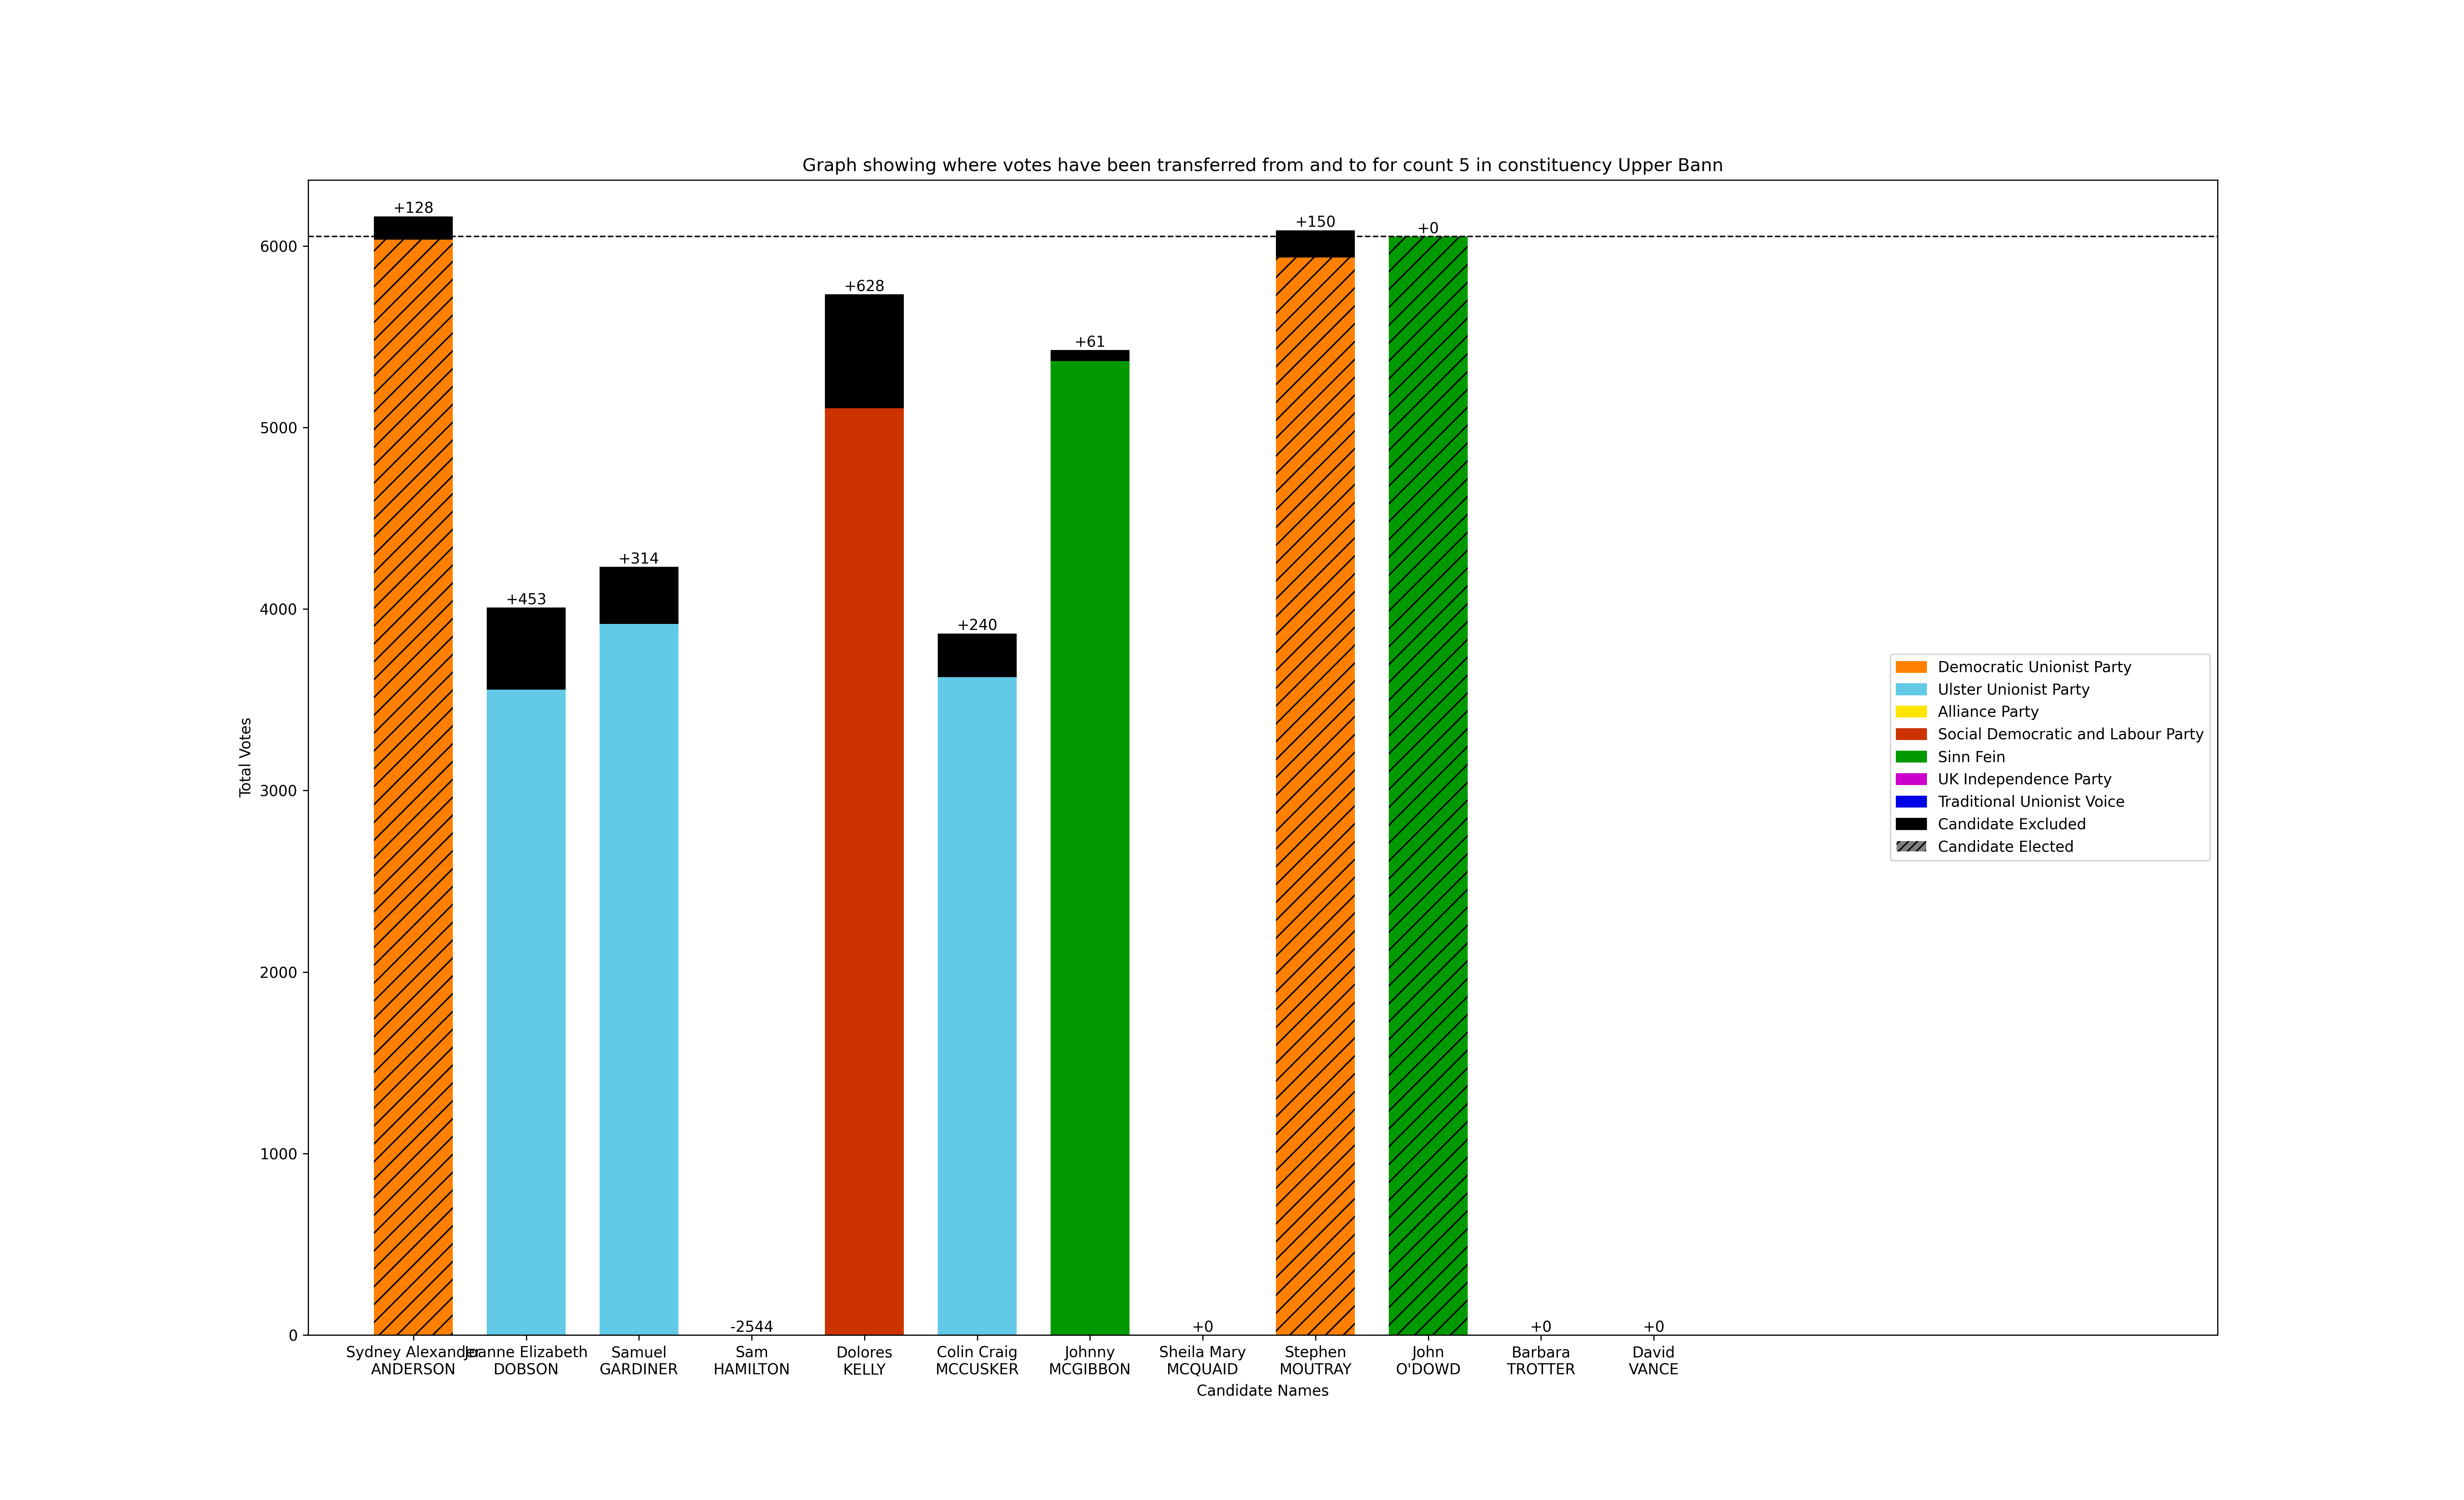 Graph showing where votes have been transferred from and to for count 5 in constituency Upper Bann
+128
+150
+0
6000
+628
+61
5000
+314
+453
4000
+240
Democratic Unionist Party
Ulster Unionist Party
Alliance Party
Social Democratic and Labour Party
Sinn Fein
UK Independence Party
Traditional Unionist Voice
Candidate Excluded
Candidate Elected
Total Votes
3000
2000
1000
-2544
+0
+0
+0
0
Sydney Alexander
ANDERSON
Joanne Elizabeth
DOBSON
Samuel
GARDINER
Sam
HAMILTON
Dolores
KELLY
Colin Craig
MCCUSKER
Johnny
MCGIBBON
Sheila Mary
MCQUAID
Stephen
MOUTRAY
John
O'DOWD
Barbara
TROTTER
David
VANCE
Candidate Names